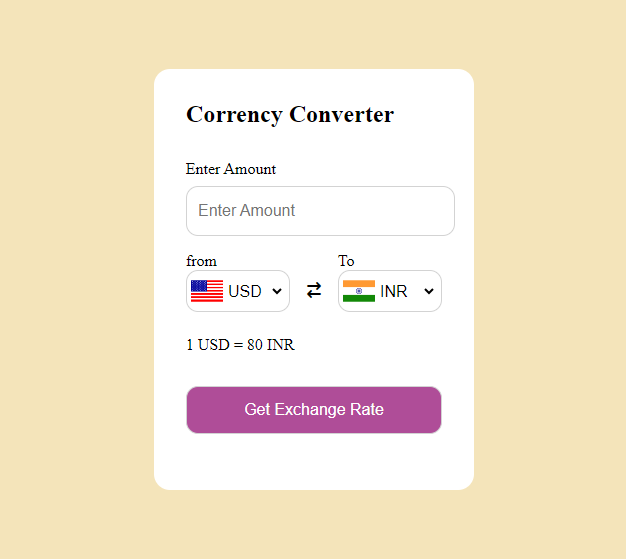 Corrency Converter
Enter Amount
Enter Amount
from To
USD ⇄ INR
1 USD = 80 INR
Get Exchange Rate